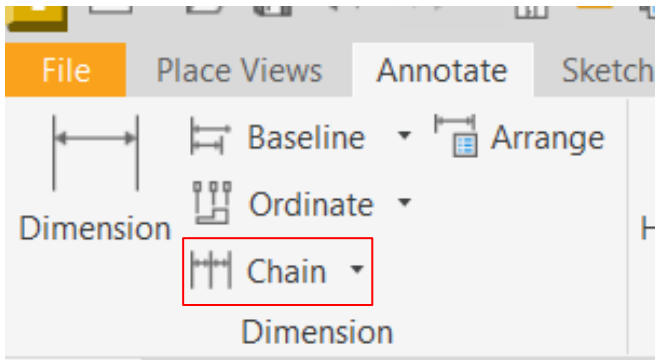 File Place Views Annotate Sketch
Baseline Arrange
Ordinate
Dimension
Chain
Dimension